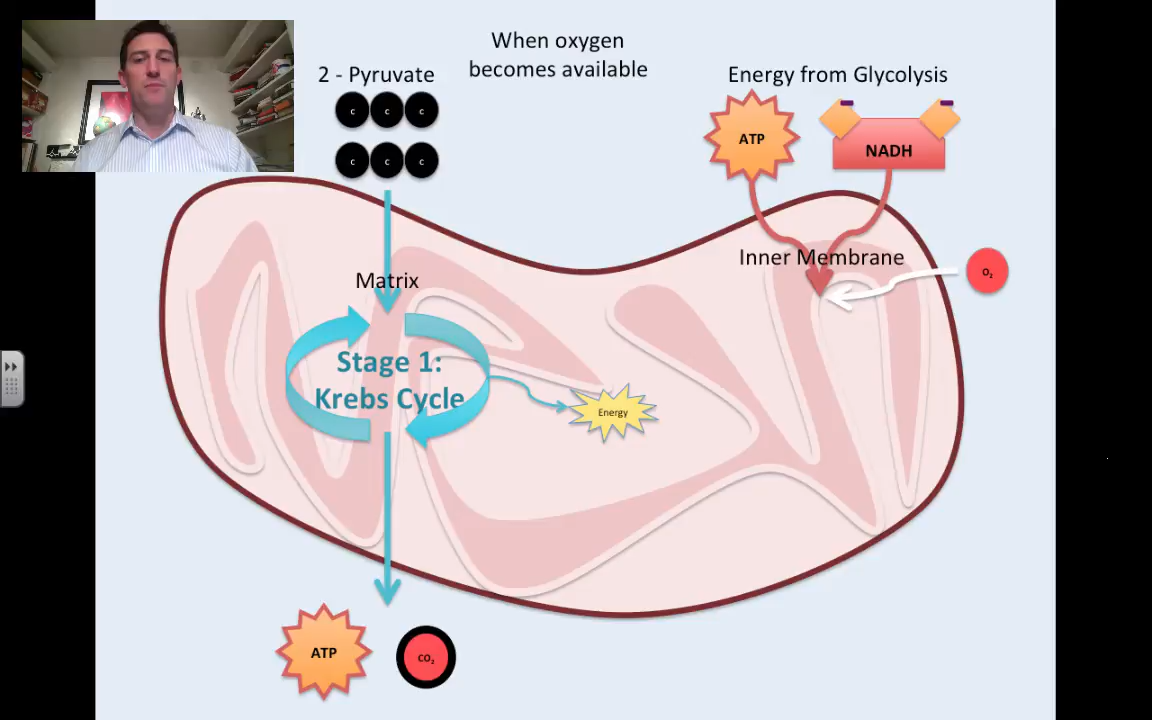 When oxygen
becomes available
2 - Pyruvate
c c c
c c c
Energy from Glycolysis
ATP
NADH
Inner Membrane
O₂
Matrix
Stage 1:
Krebs Cycle
Energy
ATP
CO₂